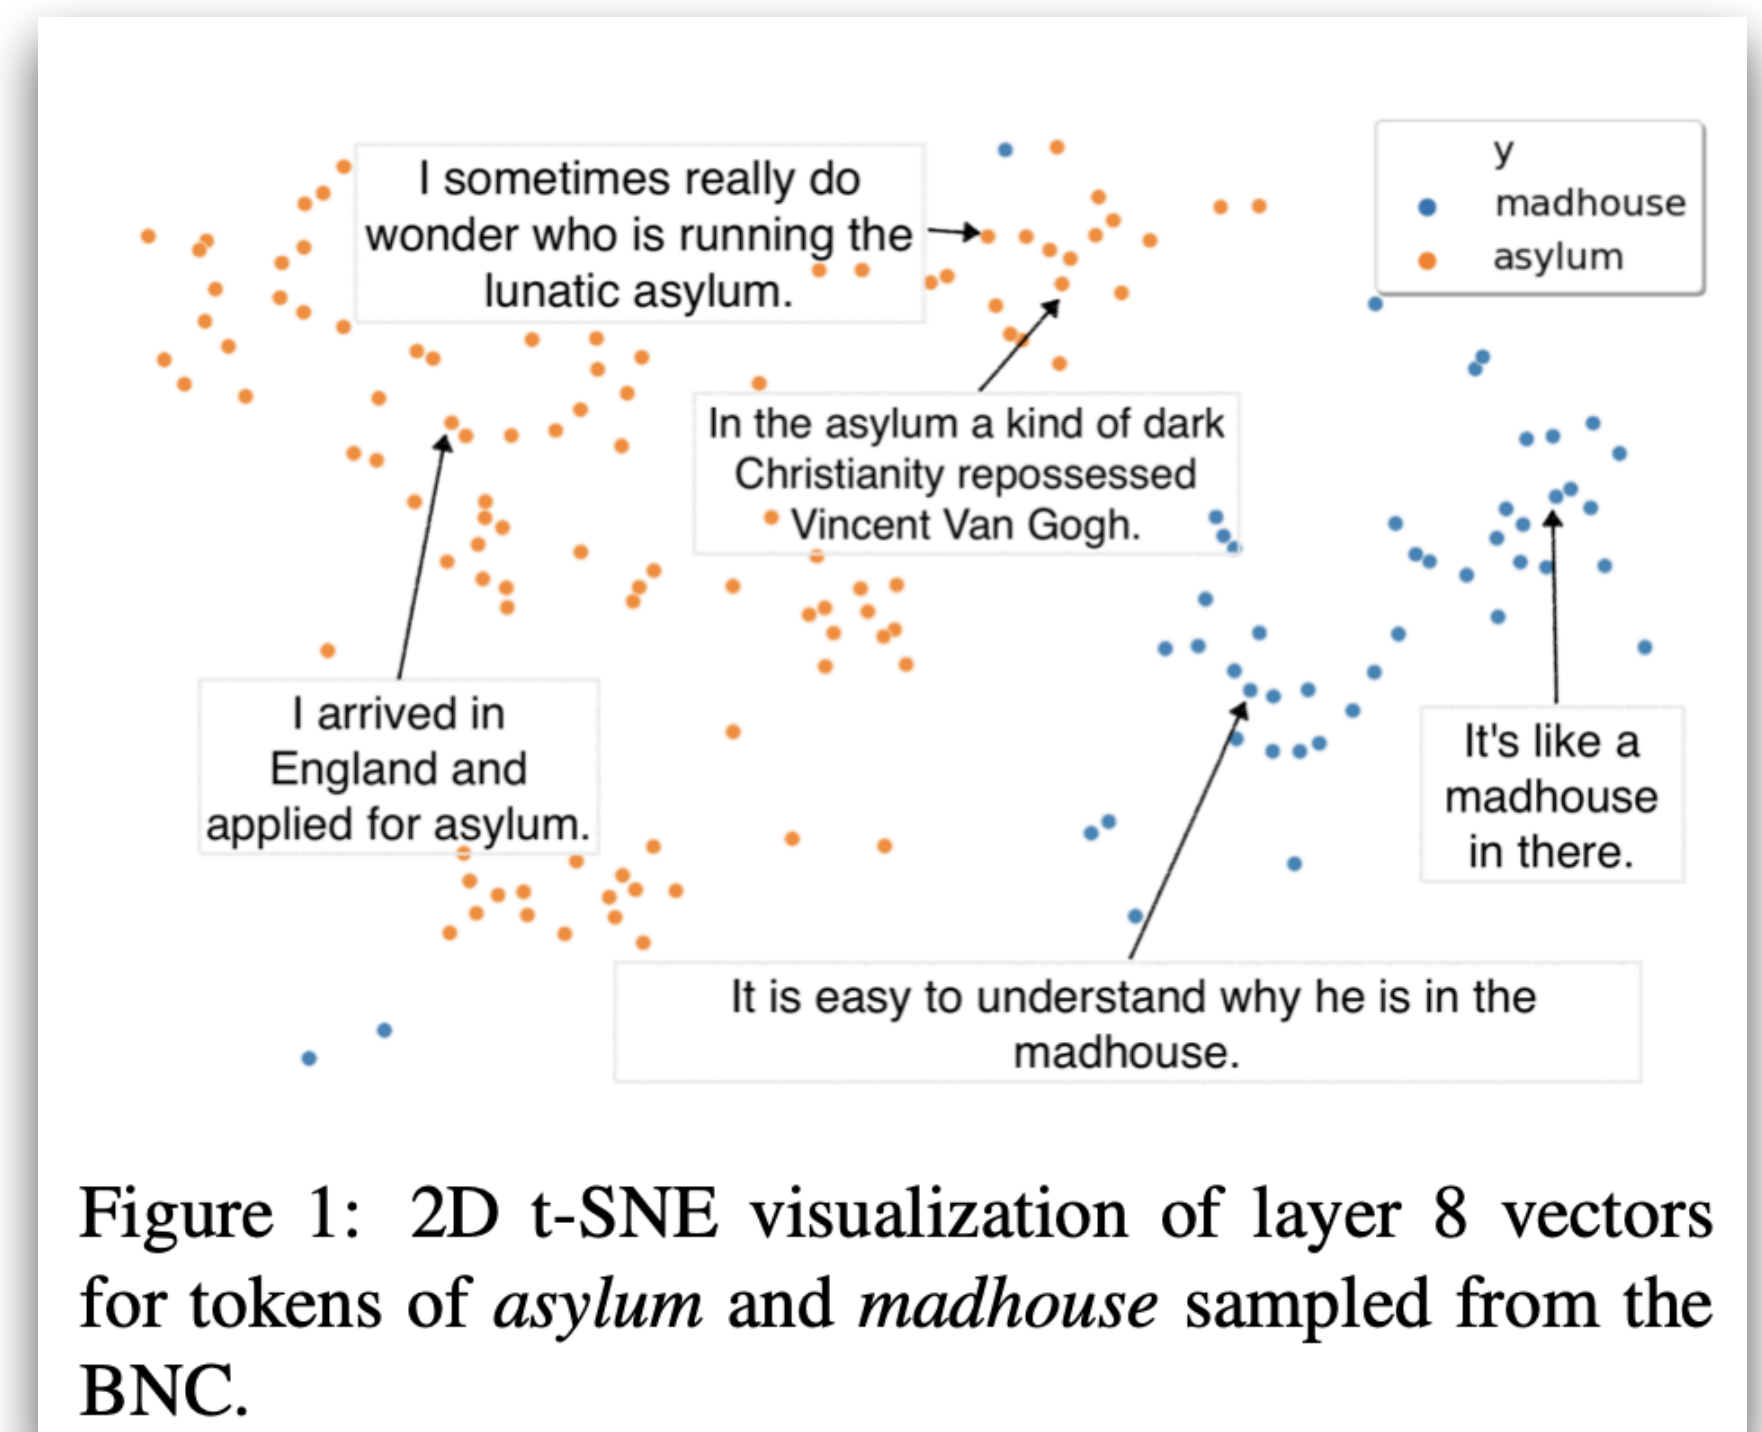 I sometimes really do
wonder who is running the
lunatic asylum.
y
madhouse
asylum
In the asylum a kind of dark
Christianity repossessed
Vincent Van Gogh.
I arrived in
England and
applied for asylum.
It's like a
madhouse
in there.
It is easy to understand why he is in the
madhouse.
Figure 1: 2D t-SNE visualization of layer 8 vectors
for tokens of asylum and madhouse sampled from the
BNC.